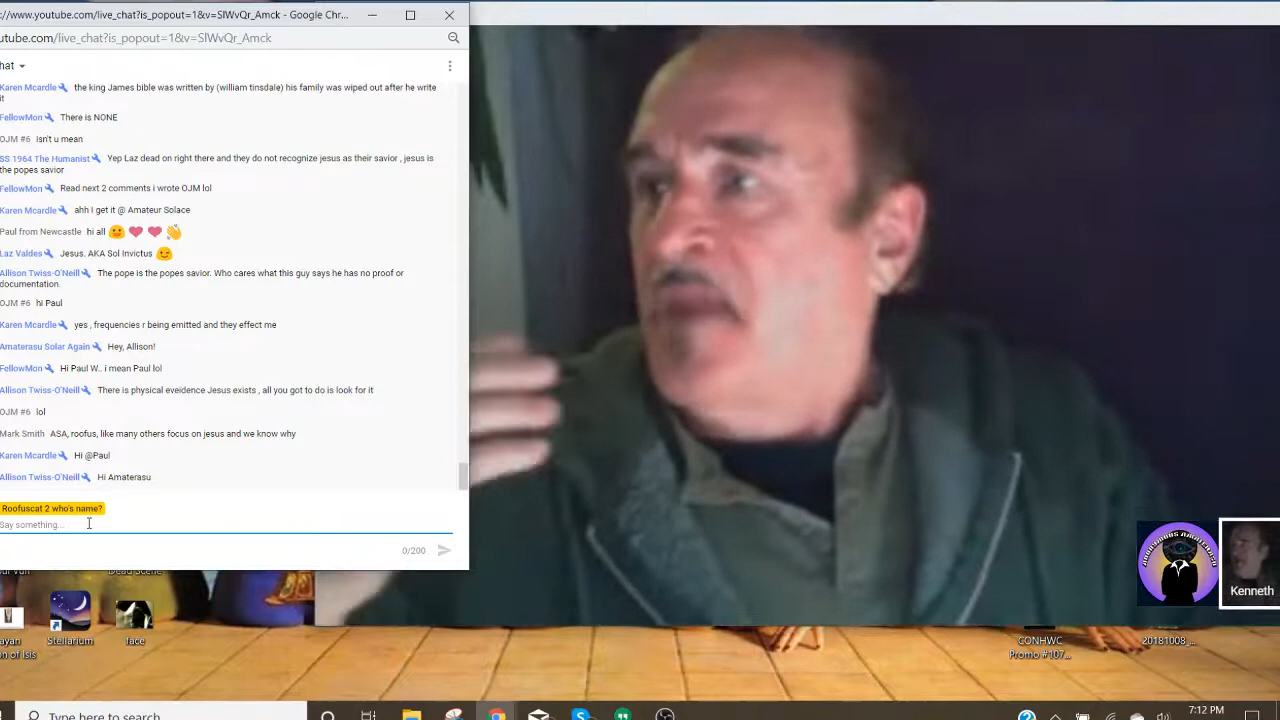 ://www.youtube.com/live_chat?is_popout=1&v=SlWvQr_Amck - Google Chr...
utube.com/live_chat?is_popout=1&v=SlWvQr_Amck
hat
Karen Mcardle the king James bible was written by (william tinsdale) his family was wiped out after he write
it
FellowMon There is NONE
OJM #6 isn't u mean
SS 1964 The Humanist Yep Laz dead on right there and they do not recognize jesus as their savior , jesus is
the popes savior
FellowMon Read next 2 comments i wrote OJM lol
Karen Mcardle ahh I get it @ Amateur Solace
Paul from Newcastle hi all
Laz Valdes Jesus. AKA Sol Invictus
Allison Twiss-O'Neill The pope is the popes savior. Who cares what this guy says he has no proof or
documentation.
OJM #6 hi Paul
Karen Mcardle yes , frequencies r being emitted and they effect me
Amaterasu Solar Again Hey, Allison!
FellowMon Hi Paul W.. i mean Paul lol
Allison Twiss-O'Neill There is physical eveidence Jesus exists , all you got to do is look for it
OJM #6 lol
Mark Smith ASA, roofus, like many others focus on jesus and we know why
Karen Mcardle Hi @Paul
Allison Twiss-O'Neill Hi Amaterasu
Roofuscat 2 who's name?
Say something...
0/200
Kenneth
Dead Scene
ayan
on of Isis
Stellarium
face
CONHWC
Promo #107...
20181008_...
Type here to search
7:12 PM